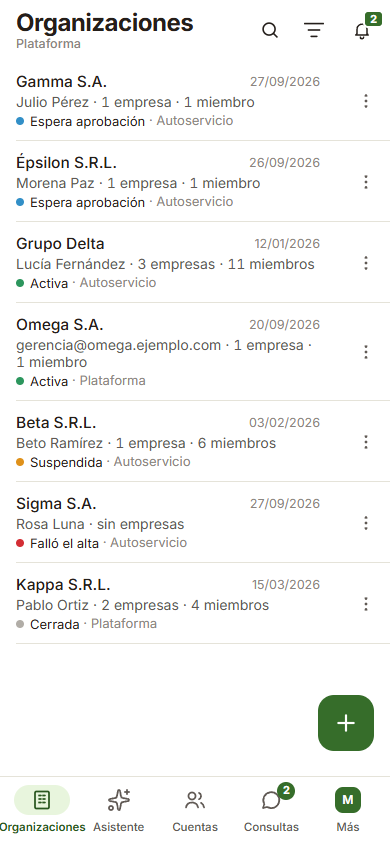 Organizaciones
Plataforma
2
Gamma S.A. 27/09/2026
Julio Pérez · 1 empresa · 1 miembro
Espera aprobación · Autoservicio
Épsilon S.R.L. 26/09/2026
Morena Paz · 1 empresa · 1 miembro
Espera aprobación · Autoservicio
Grupo Delta 12/01/2026
Lucía Fernández · 3 empresas · 11 miembros
Activa · Autoservicio
Omega S.A. 20/09/2026
gerencia@omega.ejemplo.com · 1 empresa ·
1 miembro
Activa · Plataforma
Beta S.R.L. 03/02/2026
Beto Ramírez · 1 empresa · 6 miembros
Suspendida · Autoservicio
Sigma S.A. 27/09/2026
Rosa Luna · sin empresas
Falló el alta · Autoservicio
Kappa S.R.L. 15/03/2026
Pablo Ortiz · 2 empresas · 4 miembros
Cerrada · Plataforma
2
M
Organizaciones Asistente Cuentas Consultas Más